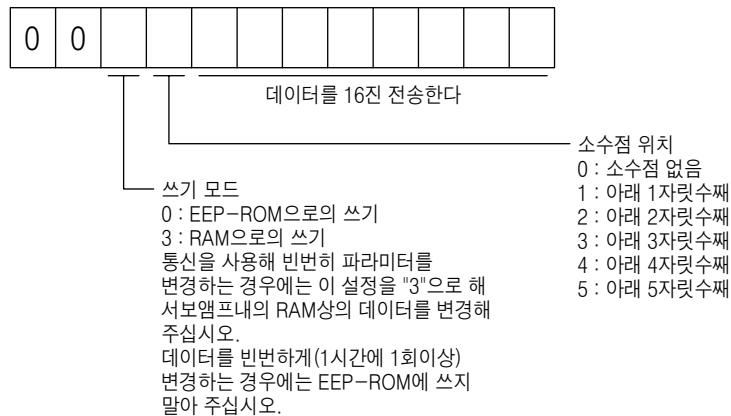 0 0
데이터를 16진 전송한다
소수점 위치
0 : 소수점 없음
1 : 아래 1자릿수째
2 : 아래 2자릿수째
3 : 아래 3자릿수째
4 : 아래 4자릿수째
5 : 아래 5자릿수째
쓰기 모드
0 : EEP-ROM으로의 쓰기
3 : RAM으로의 쓰기
통신을 사용해 빈번히 파라미터를
변경하는 경우에는 이 설정을 "3"으로 해
서보앰프내의 RAM상의 데이터를 변경해
주십시오.
데이터를 빈번하게(1시간에 1회이상)
변경하는 경우에는 EEP-ROM에 쓰지
말아 주십시오.